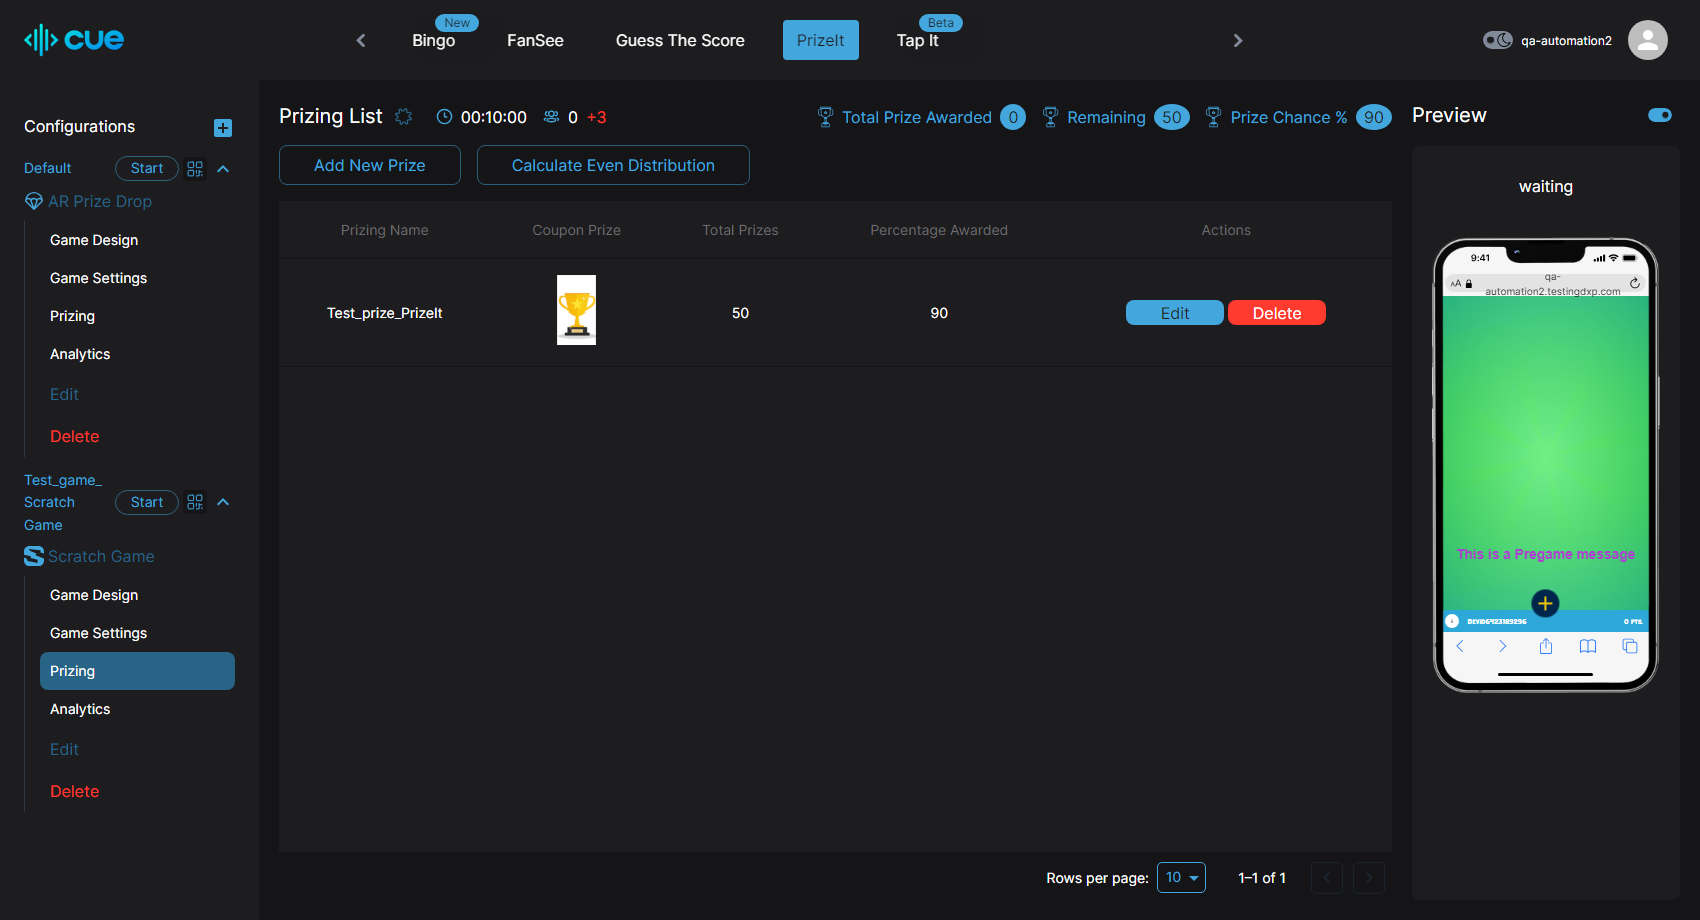 cue
Bingo
New
FanSee
Guess The Score
PrizeIt
Tap It
Beta
qa-automation2
Configurations
Default
Start
AR Prize Drop
Game Design
Game Settings
Prizing
Analytics
Edit
Delete
Test_game_
Scratch
Game
Start
Scratch Game
Game Design
Game Settings
Prizing
Analytics
Edit
Delete
Prizing List
00:10:00
0 +3
Total Prize Awarded 0
Remaining 50
Prize Chance % 90
Add New Prize
Calculate Even Distribution
Prizing Name
Coupon Prize
Total Prizes
Percentage Awarded
Actions
Test_prize_PrizeIt
50
90
Edit
Delete
Rows per page:
10
1–1 of 1
Preview
waiting
9:41
AA
qa-
automation2.testingdxp.com
This is a Pregame message
0 PTS.